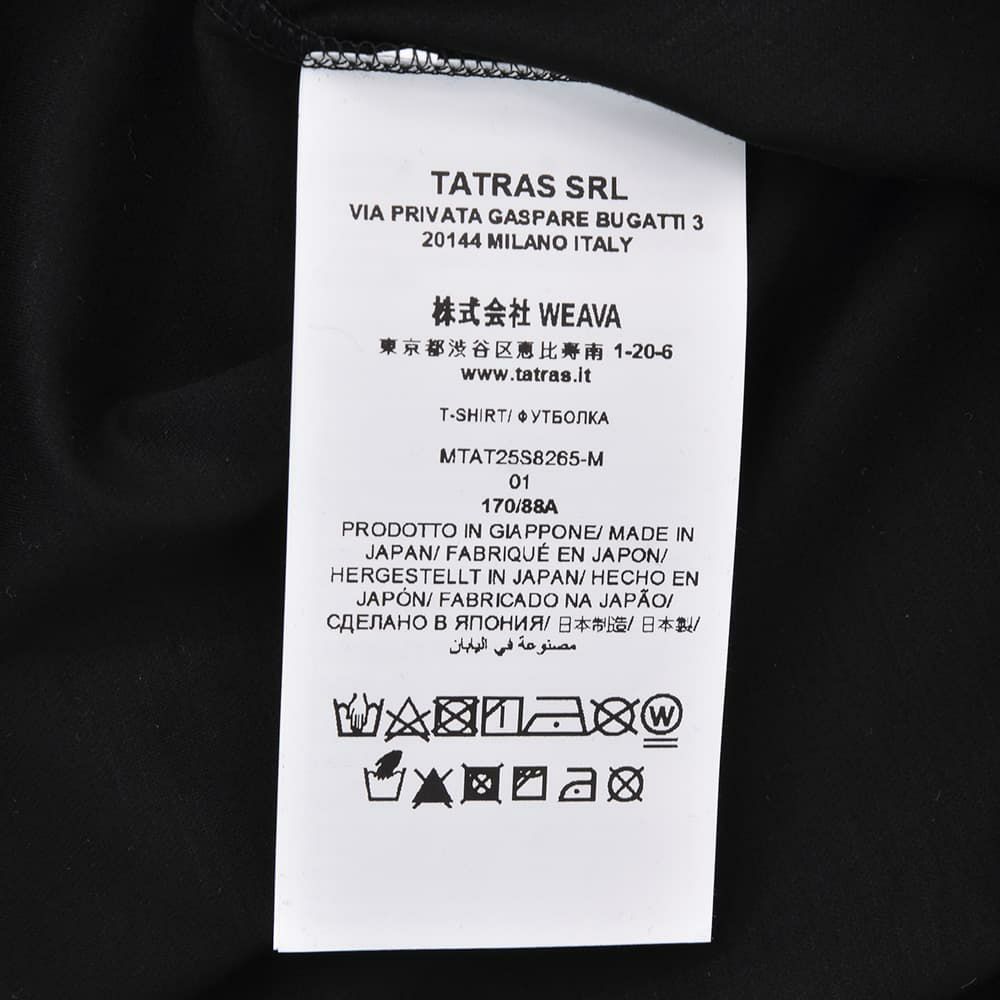 TATRAS SRL
VIA PRIVATA GASPARE BUGATTI 3
20144 MILANO ITALY
株式会社 WEAVA
東京都渋谷区恵比寿南 1-20-6
www.tatras.it
T-SHIRT/ ФУТБОЛКА
MTAT25S8265-M
01
170/88A
PRODOTTO IN GIAPPONE/ MADE IN
JAPAN/ FABRIQUÉ EN JAPON/
HERGESTELLT IN JAPAN/ HECHO EN
JAPÓN/ FABRICADO NA JAPÃO/
СДЕЛАНО В ЯПОНИЯ/ 日本制造/ 日本製/
مصنوعة في اليابان
W